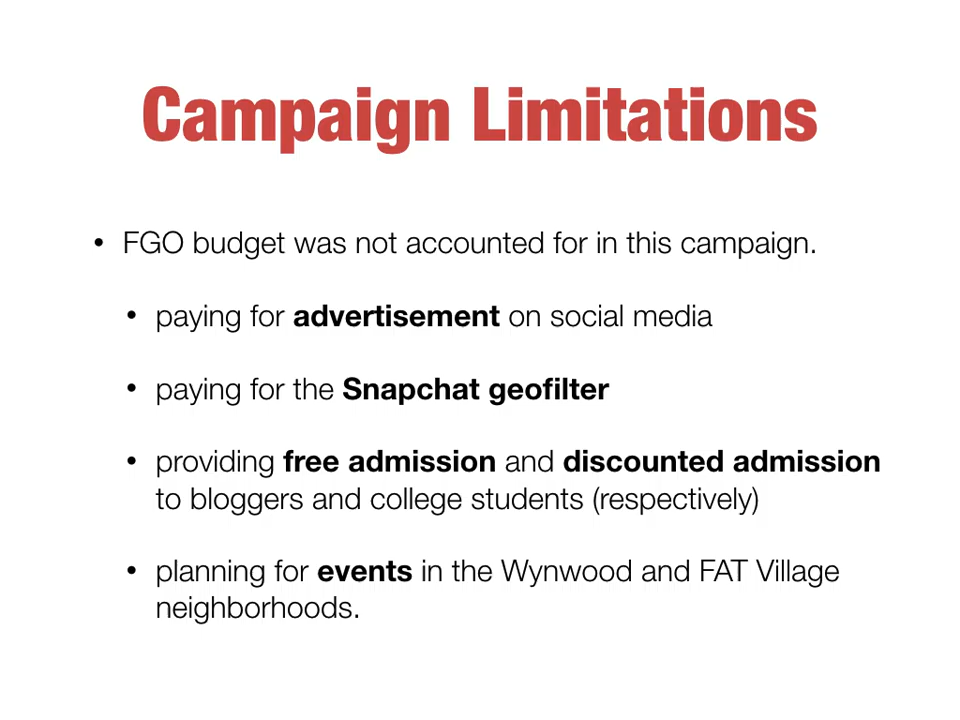 Campaign Limitations
• FGO budget was not accounted for in this campaign.
• paying for advertisement on social media
• paying for the Snapchat geofilter
• providing free admission and discounted admission
to bloggers and college students (respectively)
• planning for events in the Wynwood and FAT Village
neighborhoods.